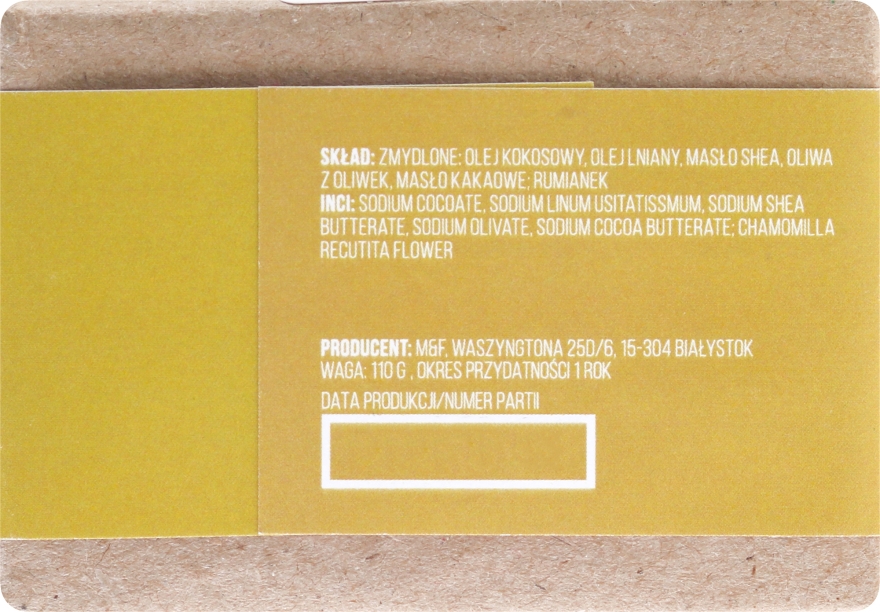 SKŁAD: ZMYDLONE: OLEJ KOKOSOWY, OLEJ LNIANY, MASŁO SHEA, OLIWA
Z OLIWEK, MASŁO KAKAOWE; RUMIANEK
INCI: SODIUM COCOATE, SODIUM LINUM USITATISSMUM, SODIUM SHEA
BUTTERATE, SODIUM OLIVATE, SODIUM COCOA BUTTERATE; CHAMOMILLA
RECUTITA FLOWER
PRODUCENT: M&F, WASZYNGTONA 25D/6, 15-304 BIAŁYSTOK
WAGA: 110 G , OKRES PRZYDATNOŚCI 1 ROK
DATA PRODUKCJI/NUMER PARTII